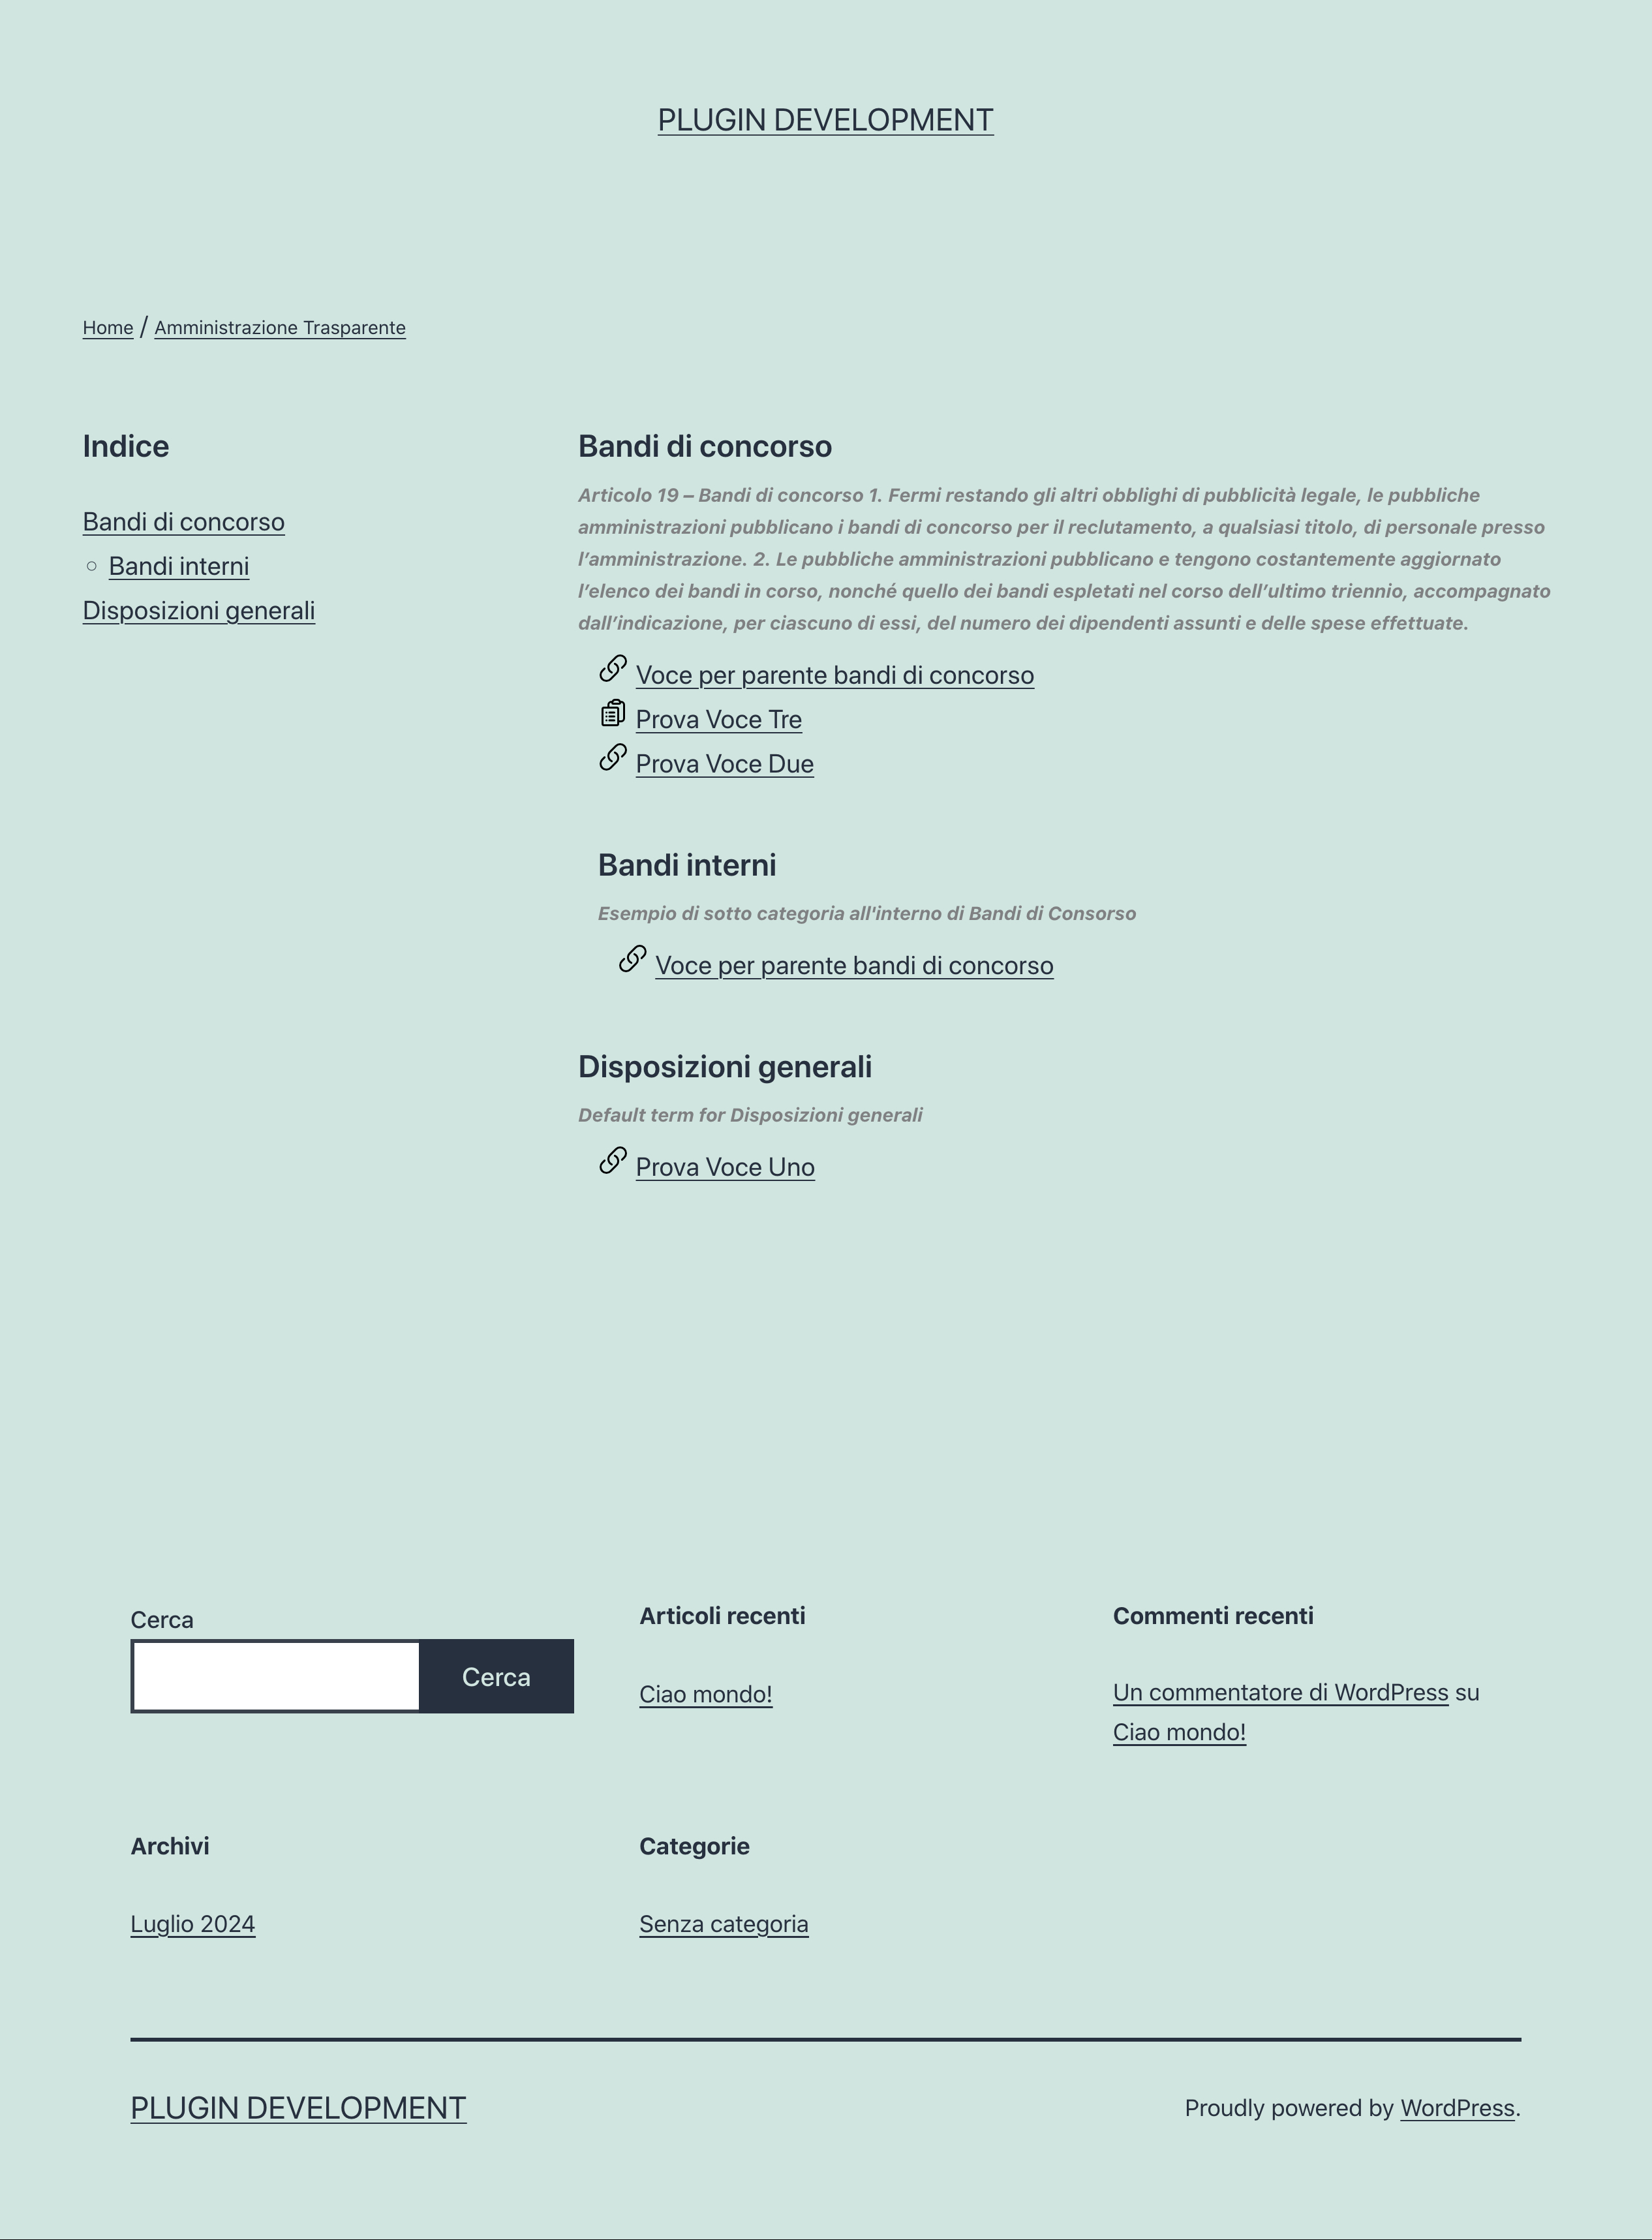 PLUGIN DEVELOPMENT
Home / Amministrazione Trasparente
Indice
Bandi di concorso
Bandi interni
Disposizioni generali
Bandi di concorso
Articolo 19 – Bandi di concorso 1. Fermi restando gli altri obblighi di pubblicità legale, le pubbliche
amministrazioni pubblicano i bandi di concorso per il reclutamento, a qualsiasi titolo, di personale presso
l’amministrazione. 2. Le pubbliche amministrazioni pubblicano e tengono costantemente aggiornato
l’elenco dei bandi in corso, nonché quello dei bandi espletati nel corso dell’ultimo triennio, accompagnato
dall’indicazione, per ciascuno di essi, del numero dei dipendenti assunti e delle spese effettuate.
Voce per parente bandi di concorso
Prova Voce Tre
Prova Voce Due
Bandi interni
Esempio di sotto categoria all'interno di Bandi di Consorso
Voce per parente bandi di concorso
Disposizioni generali
Default term for Disposizioni generali
Prova Voce Uno
Cerca
Cerca
Articoli recenti
Ciao mondo!
Commenti recenti
Un commentatore di WordPress su
Ciao mondo!
Archivi
Luglio 2024
Categorie
Senza categoria
PLUGIN DEVELOPMENT
Proudly powered by WordPress.